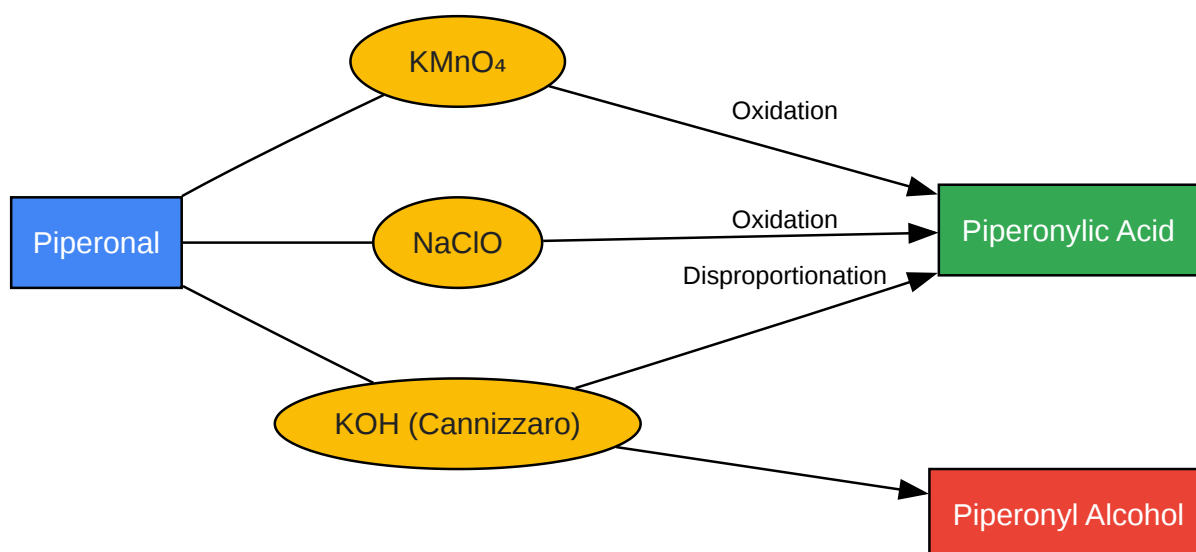 KMnO₄
Oxidation
Piperonal
NaClO
Oxidation
Piperonylic Acid
Disproportionation
KOH (Cannizzaro)
Piperonyl Alcohol